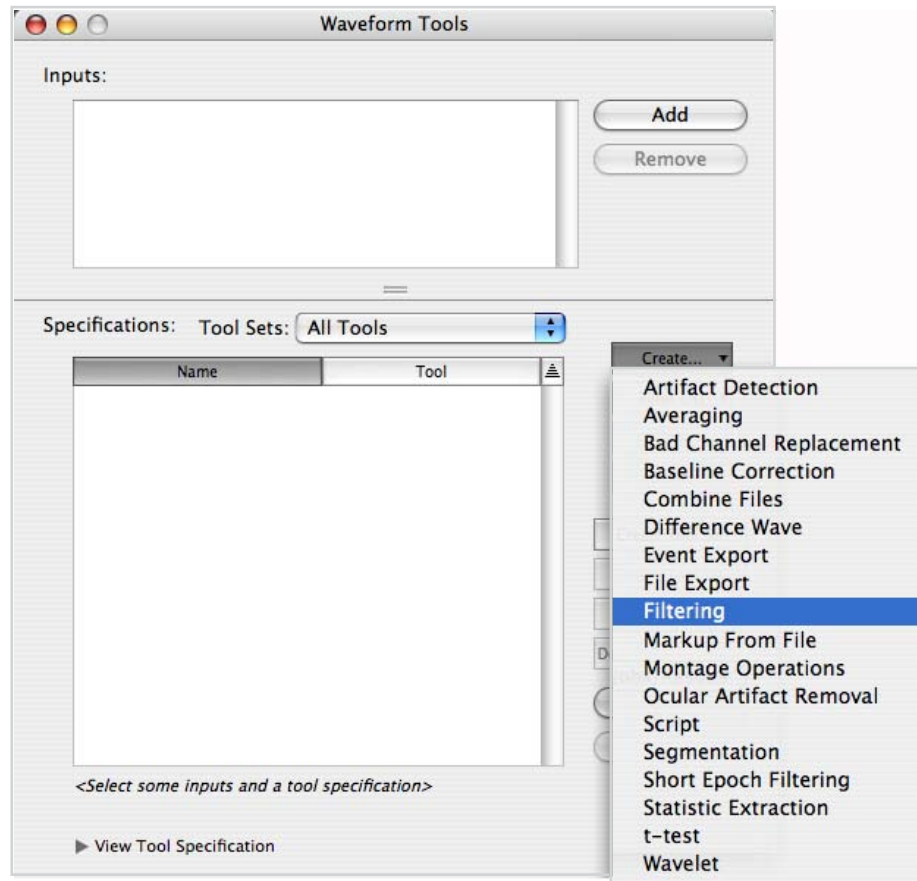 Waveform Tools
Inputs:
Add
Remove
Specifications: Tool Sets: All Tools
Create...
Name Tool
Artifact Detection
Averaging
Bad Channel Replacement
Baseline Correction
Combine Files
Difference Wave
Event Export
File Export
Filtering
Markup From File
Montage Operations
Ocular Artifact Removal
Script
Segmentation
Short Epoch Filtering
Statistic Extraction
t-test
Wavelet
<Select some inputs and a tool specification>
View Tool Specification